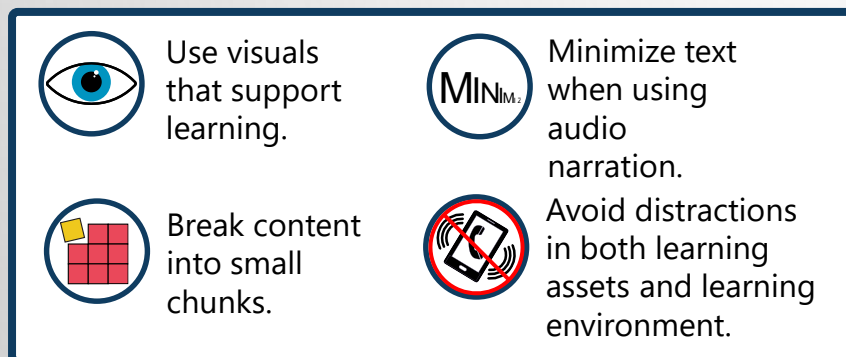 Use visuals
that support
learning.
MINIMIZ
Minimize text
when using
audio
narration.
Break content
into small
chunks.
Avoid distractions
in both learning
assets and learning
environment.